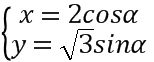 x = 2cosα
y = √3sinα